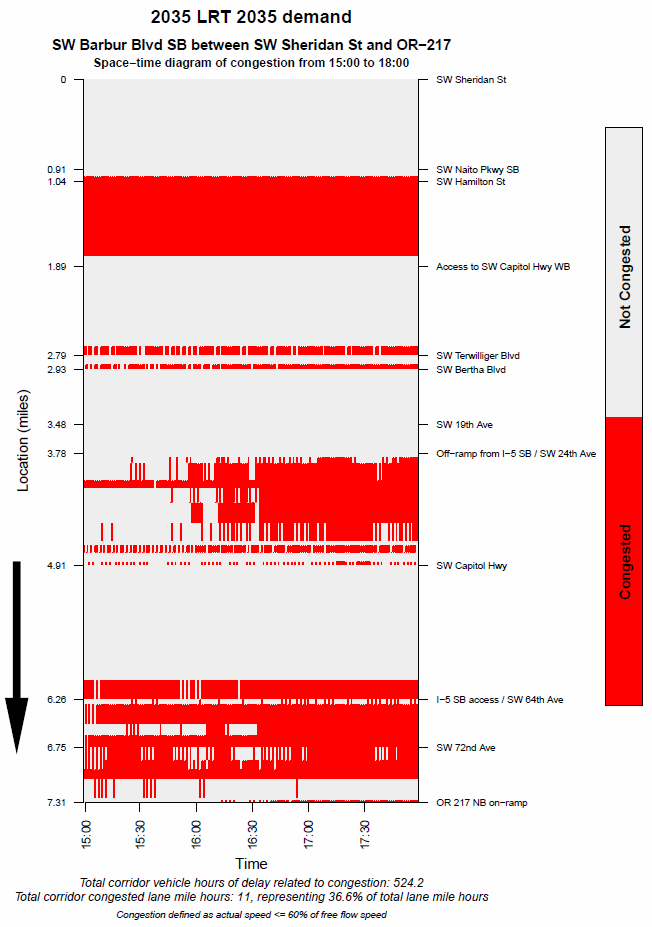 2035 LRT 2035 demand
SW Barbur Blvd SB between SW Sheridan St and OR−217
Space−time diagram of congestion from 15:00 to 18:00
0 SW Sheridan St
0.91 SW Naito Pkwy SB
1.04 SW Hamilton St
1.89 Access to SW Capitol Hwy WB
2.79 SW Terwilliger Blvd
2.93 SW Bertha Blvd
3.48 SW 19th Ave
3.78 Off−ramp from I−5 SB / SW 24th Ave
4.91 SW Capitol Hwy
6.26 I−5 SB access / SW 64th Ave
6.75 SW 72nd Ave
7.31 OR 217 NB on−ramp
Location (miles)
Not Congested
Congested
15:00 15:30 16:00 16:30 17:00 17:30
Time
Total corridor vehicle hours of delay related to congestion: 524.2
Total corridor congested lane mile hours: 11, representing 36.6% of total lane mile hours
Congestion defined as actual speed <= 60% of free flow speed